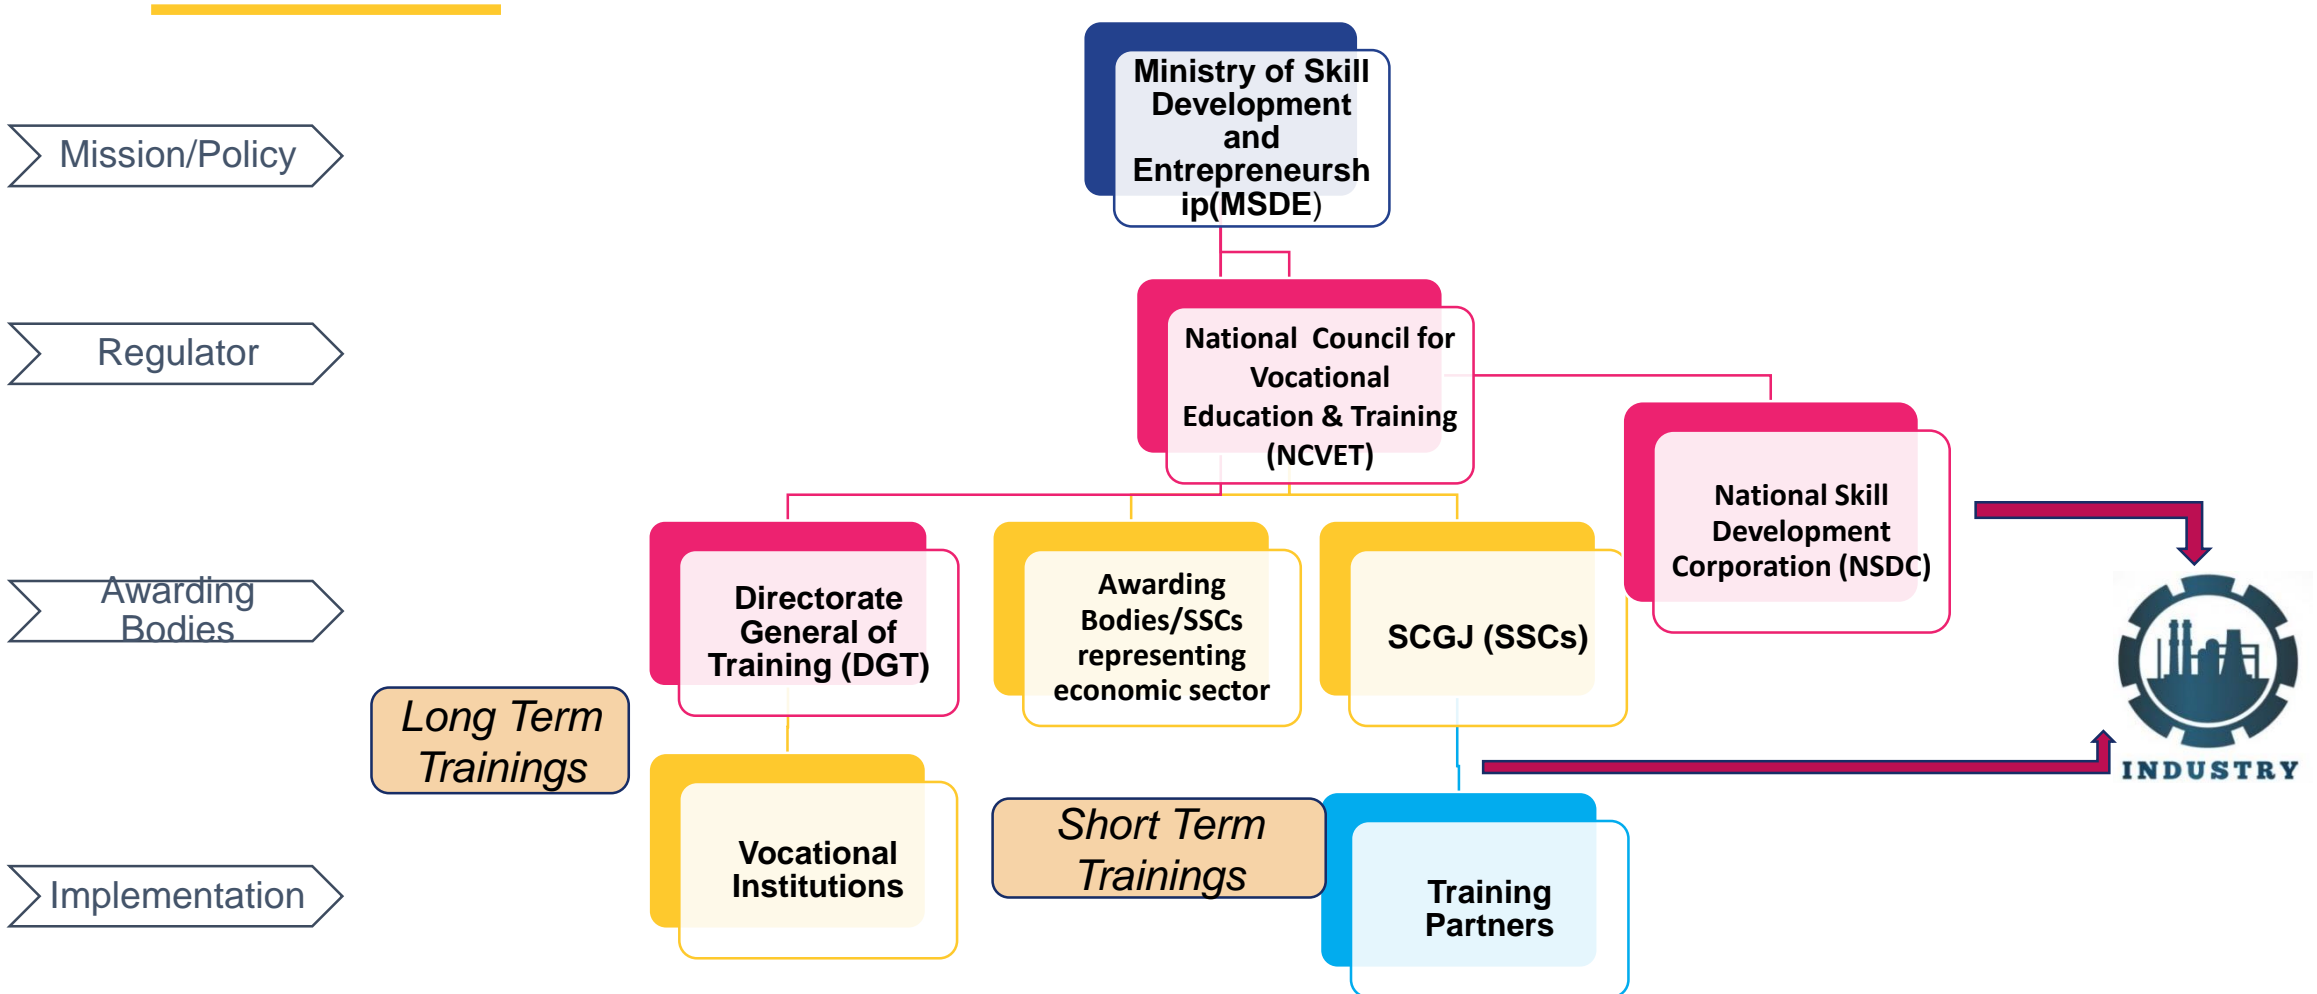 Ministry of Skill
Development
and
Entrepreneursh
ip(MSDE)
Mission/Policy
Regulator
National Council for
Vocational
Education & Training
(NCVET)
National Skill
Development
Corporation (NSDC)
Awarding
Bodies
Directorate
General of
Training (DGT)
Awarding
Bodies/SSCs
representing
economic sector
SCGJ (SSCs)
Long Term
Trainings
INDUSTRY
Short Term
Trainings
Implementation
Vocational
Institutions
Training
Partners